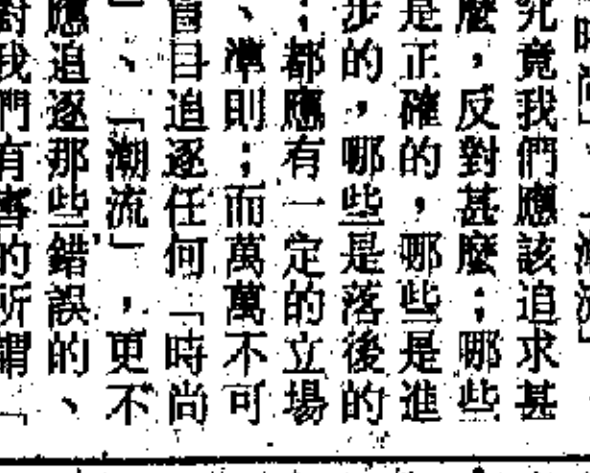 時尚」、「潮流」
究竟我們應該追求甚
麼,反對甚麼;哪些
是正確的,哪些是進
步的,哪些是落後的
;都應有一定的立場
、準則;而萬萬不可
盲目追逐任何「時尚
」、「潮流」,更不
應追逐那些錯誤的、
對我們有害的所謂「